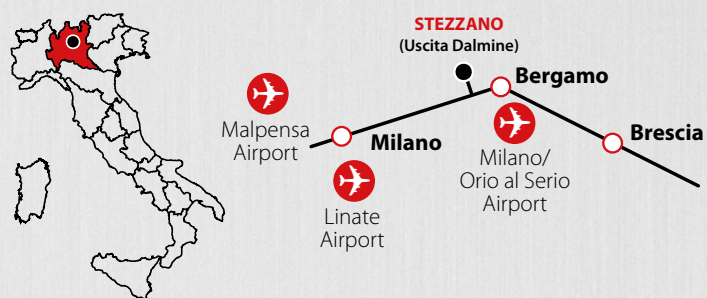 STEZZANO
(Uscita Dalmine)
Bergamo
Malpensa
Airport
Milano
Brescia
Milano/
Orio al Serio
Airport
Linate
Airport